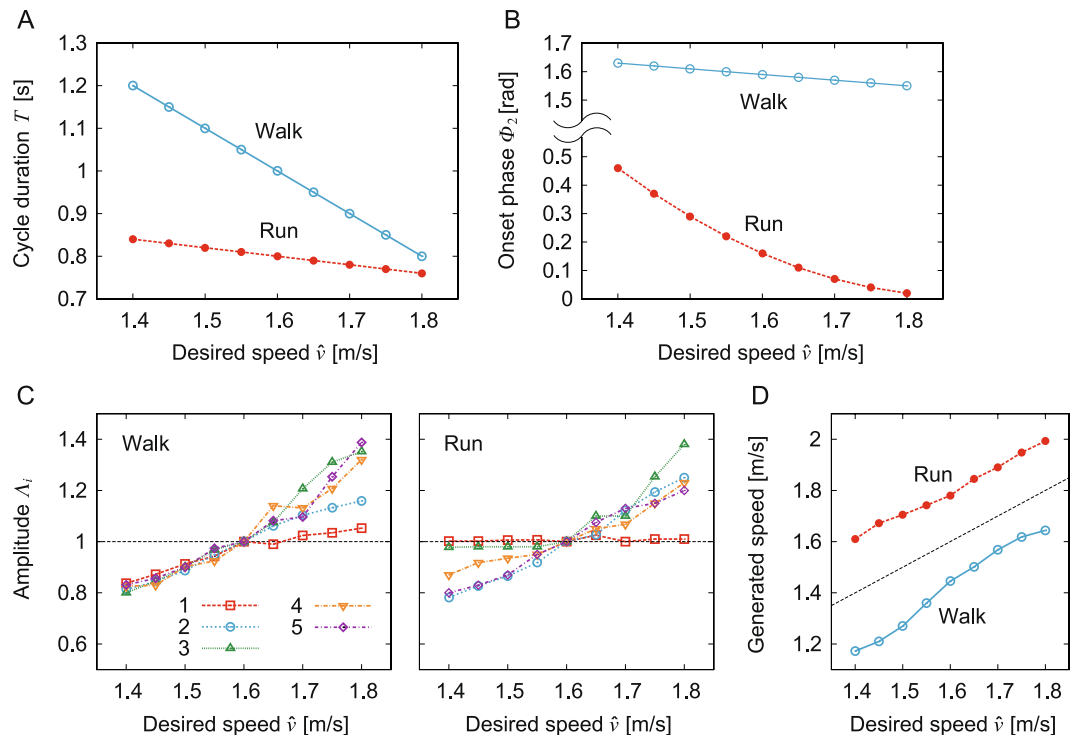 A
Cycle duration T [s]
1.3
1.2
1.1
1
0.9
0.8
0.7
Walk
Run
1.4 1.5 1.6 1.7 1.8
Desired speed v̂ [m/s]
B
Onset phase Φ2 [rad]
1.7
1.6
1.5
0.5
0.4
0.3
0.2
0.1
0
Walk
Run
1.4 1.5 1.6 1.7 1.8
Desired speed v̂ [m/s]
C
Amplitude Λi
1.4
1.2
1
0.8
0.6
Walk
1 4
2 5
3
1.4 1.5 1.6 1.7 1.8
Desired speed v̂ [m/s]
Run
1.4 1.5 1.6 1.7 1.8
Desired speed v̂ [m/s]
D
Generated speed [m/s]
2
1.8
1.6
1.4
1.2
Run
Walk
1.4 1.5 1.6 1.7 1.8
Desired speed v̂ [m/s]